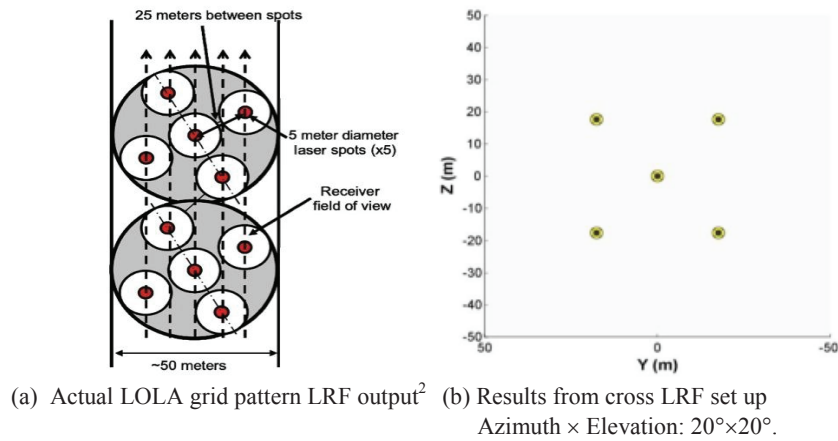 25 meters between spots
5 meter diameter
laser spots (x5)
Receiver
field of view
~50 meters
50
40
30
20
10
0
-10
-20
-30
-40
-50
Z (m)
50
0
-50
Y (m)
(a) Actual LOLA grid pattern LRF output²
(b) Results from cross LRF set up
Azimuth × Elevation: 20°×20°.